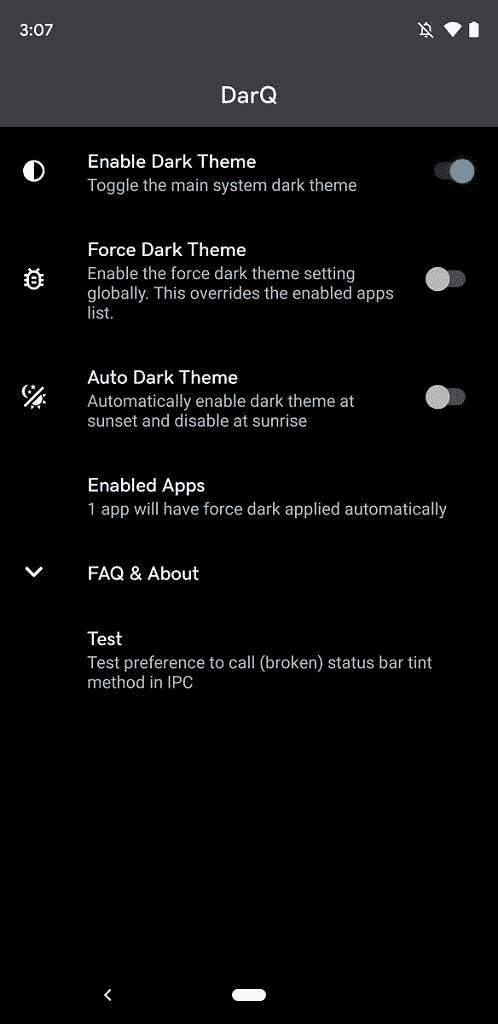 3:07
DarQ
Enable Dark Theme
Toggle the main system dark theme
Force Dark Theme
Enable the force dark theme setting
globally. This overrides the enabled apps
list.
Auto Dark Theme
Automatically enable dark theme at
sunset and disable at sunrise
Enabled Apps
1 app will have force dark applied automatically
FAQ & About
Test
Test preference to call (broken) status bar tint
method in IPC